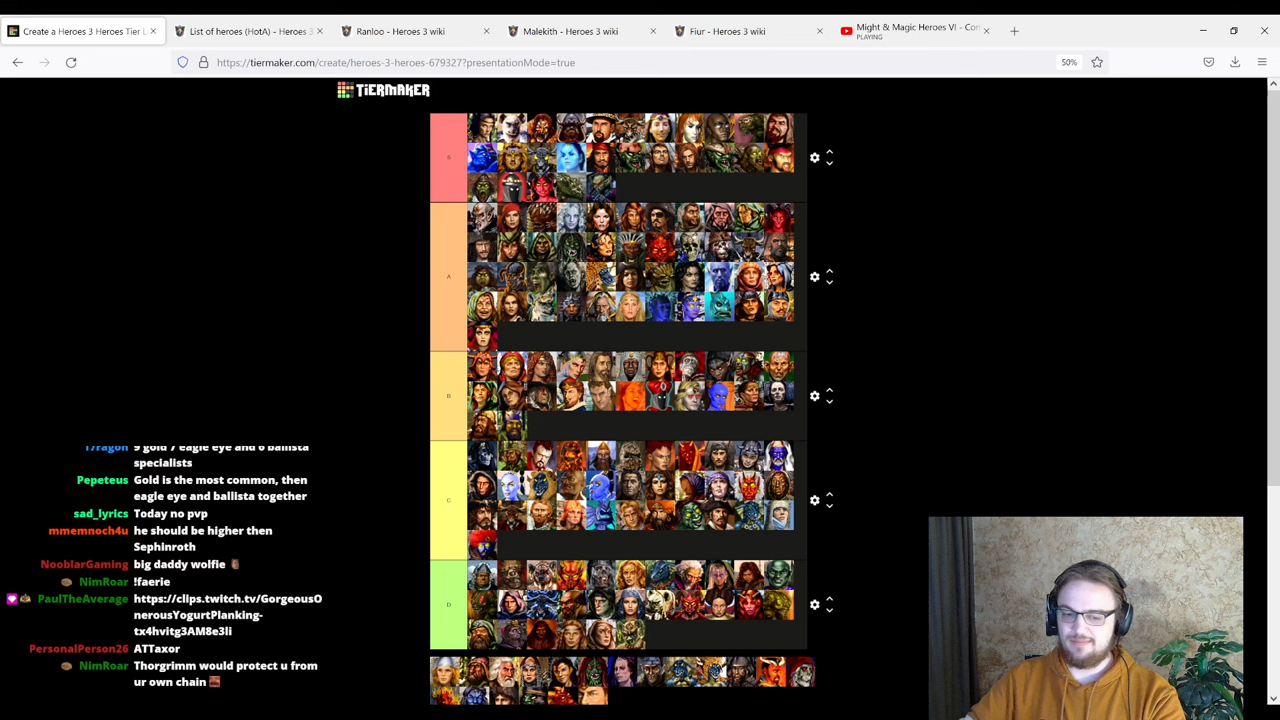 Create a Heroes 3 Heroes Tier L
List of heroes (HotA) - Heroes 3
Ranloo - Heroes 3 wiki
Malekith - Heroes 3 wiki
Fiur - Heroes 3 wiki
Might & Magic Heroes VI - Con
PLAYING
https://tiermaker.com/create/heroes-3-heroes-679327?presentationMode=true
50%
TIERMAKER
S
A
B
C
D
9 gold 7 eagle eye and 6 ballista
specialists
Pepeteus Gold is the most common, then
eagle eye and ballista together
sad_lyrics Today no pvp
mmemnoch4u he should be higher then
Sephinroth
NooblarGaming big daddy wolfie
NimRoar !faerie
PaulTheAverage https://clips.twitch.tv/GorgeousO
nerousYogurtPlanking-
tx4hvitg3AM8e3li
PersonalPerson26 ATTaxor
NimRoar Thorgrimm would protect u from
ur own chain